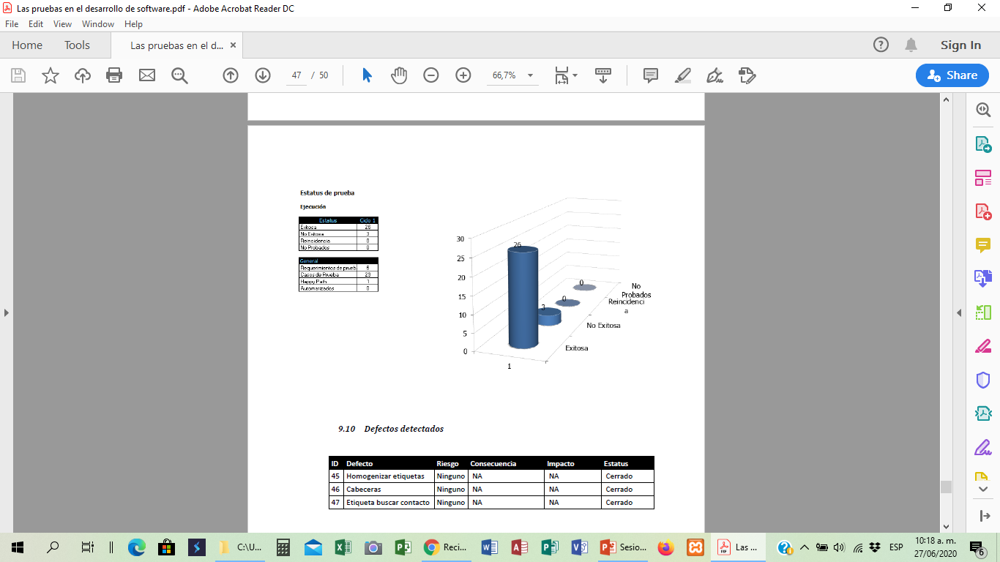 Las pruebas en el desarrollo de software.pdf - Adobe Acrobat Reader DC
File Edit View Window Help
Home Tools Las pruebas en el d... ×
Sign In
47 / 50
66,7%
Share
Estatus de prueba
Ejecución
Estatus Ciclo 1
Exitosa 26
No Exitosa 3
Reincidencia 0
No Probados 0
General
Requerimientos de prueb 6
Casos de Prueba 29
Happy Path 1
Automatizados 0
30
25
20
15
10
5
0
26
3
0
0
1
Exitosa
No Exitosa
Reincidenci
a
No
Probados
9.10 Defectos detectados
ID Defecto Riesgo Consecuencia Impacto Estatus
45 Homogenizar etiquetas Ninguno NA NA Cerrado
46 Cabeceras Ninguno NA NA Cerrado
47 Etiqueta buscar contacto Ninguno NA NA Cerrado
C:\U...
Reci...
Sesio...
Las ...
ESP
10:18 a. m.
27/06/2020
6